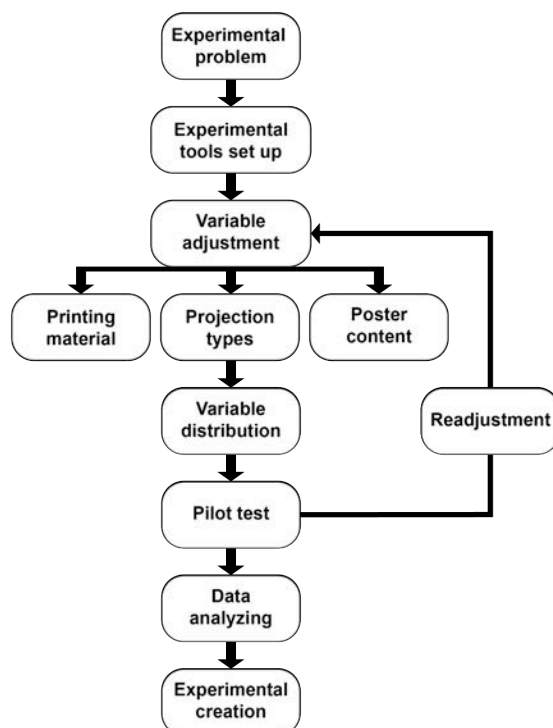 Experimental
problem
Experimental
tools set up
Variable
adjustment
Printing
material
Projection
types
Poster
content
Variable
distribution
Readjustment
Pilot test
Data
analyzing
Experimental
creation